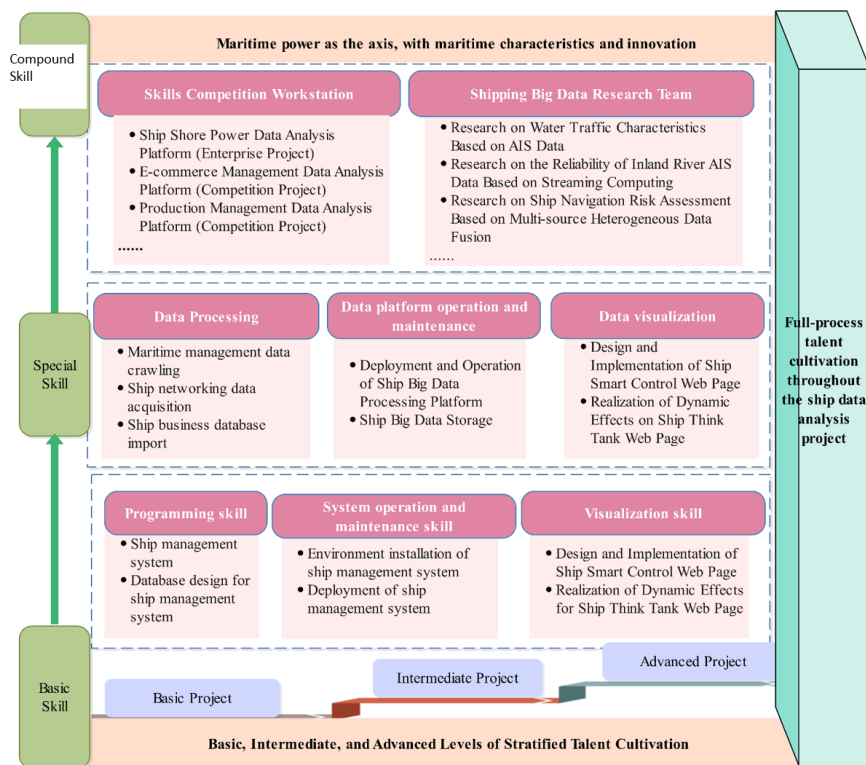 Compound
Skill
Maritime power as the axis, with maritime characteristics and innovation
Skills Competition Workstation
• Ship Shore Power Data Analysis
Platform (Enterprise Project)
• E-commerce Management Data Analysis
Platform (Competition Project)
• Production Management Data Analysis
Platform (Competition Project)
......
Shipping Big Data Research Team
• Research on Water Traffic Characteristics
Based on AIS Data
• Research on the Reliability of Inland River AIS
Data Based on Streaming Computing
• Research on Ship Navigation Risk Assessment
Based on Multi-source Heterogeneous Data
Fusion
......
Special
Skill
Data Processing
• Maritime management data
crawling
• Ship networking data
acquisition
• Ship business database
import
Data platform operation and
maintenance
• Deployment and Operation
of Ship Big Data
Processing Platform
• Ship Big Data Storage
Data visualization
• Design and
Implementation of Ship
Smart Control Web Page
• Realization of Dynamic
Effects on Ship Think
Tank Web Page
Full-process
talent
cultivation
throughout
the ship data
analysis
project
Programming skill
• Ship management
system
• Database design for
ship management
system
System operation and
maintenance skill
• Environment installation of
ship management system
• Deployment of ship
management system
Visualization skill
• Design and Implementation of
Ship Smart Control Web Page
• Realization of Dynamic Effects
for Ship Think Tank Web Page
Basic
Skill
Basic Project
Intermediate Project
Advanced Project
Basic, Intermediate, and Advanced Levels of Stratified Talent Cultivation